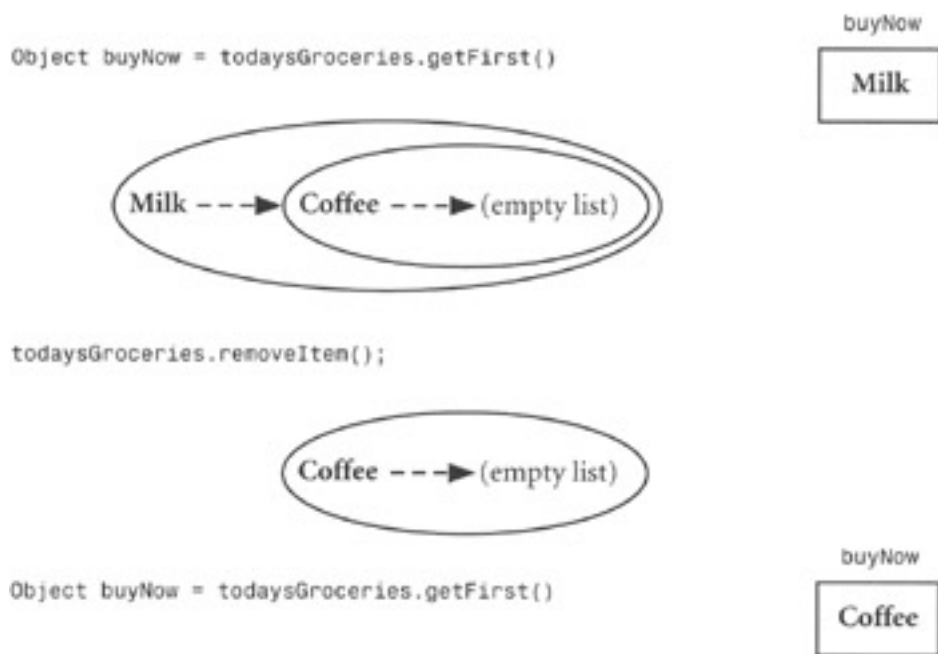 buyNow
Object buyNow = todaysGroceries.getFirst()
Milk
Milk Coffee (empty list)
todaysGroceries.removeItem();
Coffee (empty list)
buyNow
Object buyNow = todaysGroceries.getFirst()
Coffee